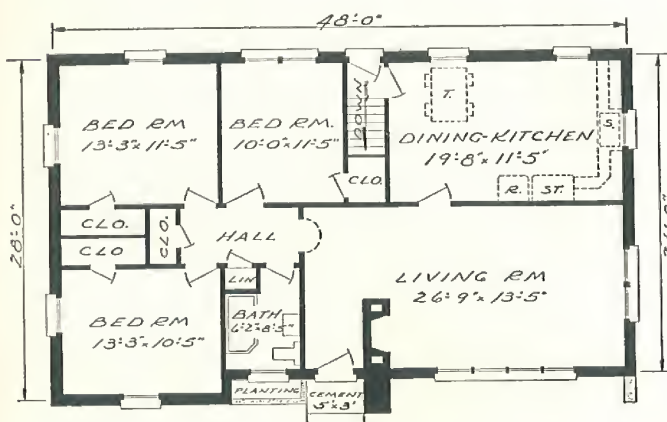 48'-0"
BED RM
13'-3" x 11'-5"
BED RM.
10'-0" x 11'-5"
DOWN
T.
DINING-KITCHEN
19'-8" x 11'-5"
S.
R.
ST.
CLO.
CLO.
CLO
CLO.
HALL
28'-0"
LIN
LIVING RM
26'-9" x 13'-5"
BATH
6'-2" x 8'-5"
BED RM
13'-3" x 10'-5"
PLANTING
CEMENT
5' x 3'